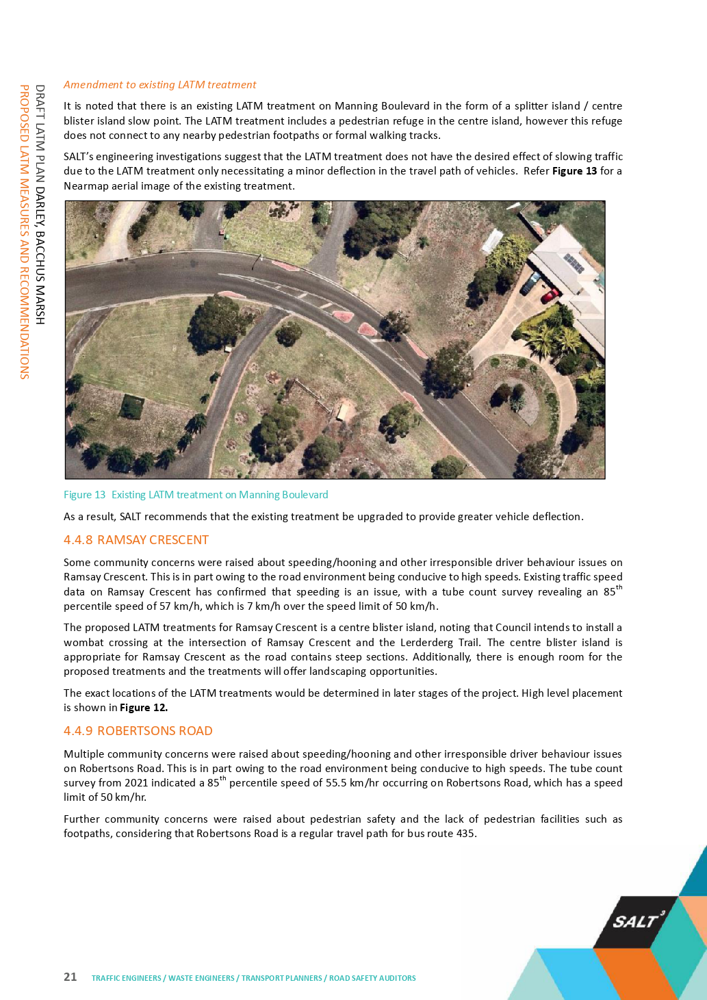 DRAFT LATM PLAN DARLEY, BACCHUS MARSH
PROPOSED LATM MEASURES AND RECOMMENDATIONS
Amendment to existing LATM treatment
It is noted that there is an existing LATM treatment on Manning Boulevard in the form of a splitter island / centre
blister island slow point. The LATM treatment includes a pedestrian refuge in the centre island, however this refuge
does not connect to any nearby pedestrian footpaths or formal walking tracks.
SALT’s engineering investigations suggest that the LATM treatment does not have the desired effect of slowing traffic
due to the LATM treatment only necessitating a minor deflection in the travel path of vehicles. Refer Figure 13 for a
Nearmap aerial image of the existing treatment.
Figure 13 Existing LATM treatment on Manning Boulevard
As a result, SALT recommends that the existing treatment be upgraded to provide greater vehicle deflection.
4.4.8 RAMSAY CRESCENT
Some community concerns were raised about speeding/hooning and other irresponsible driver behaviour issues on
Ramsay Crescent. This is in part owing to the road environment being conducive to high speeds. Existing traffic speed
data on Ramsay Crescent has confirmed that speeding is an issue, with a tube count survey revealing an 85th
percentile speed of 57 km/h, which is 7 km/h over the speed limit of 50 km/h.
The proposed LATM treatments for Ramsay Crescent is a centre blister island, noting that Council intends to install a
wombat crossing at the intersection of Ramsay Crescent and the Lerderderg Trail. The centre blister island is
appropriate for Ramsay Crescent as the road contains steep sections. Additionally, there is enough room for the
proposed treatments and the treatments will offer landscaping opportunities.
The exact locations of the LATM treatments would be determined in later stages of the project. High level placement
is shown in Figure 12.
4.4.9 ROBERTSONS ROAD
Multiple community concerns were raised about speeding/hooning and other irresponsible driver behaviour issues
on Robertsons Road. This is in part owing to the road environment being conducive to high speeds. The tube count
survey from 2021 indicated a 85th percentile speed of 55.5 km/hr occurring on Robertsons Road, which has a speed
limit of 50 km/hr.
Further community concerns were raised about pedestrian safety and the lack of pedestrian facilities such as
footpaths, considering that Robertsons Road is a regular travel path for bus route 435.
SALT³
21 TRAFFIC ENGINEERS / WASTE ENGINEERS / TRANSPORT PLANNERS / ROAD SAFETY AUDITORS